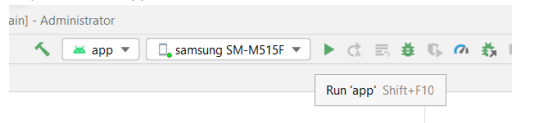 ain] - Administrator
app samsung SM-M515F
Run 'app' Shift+F10